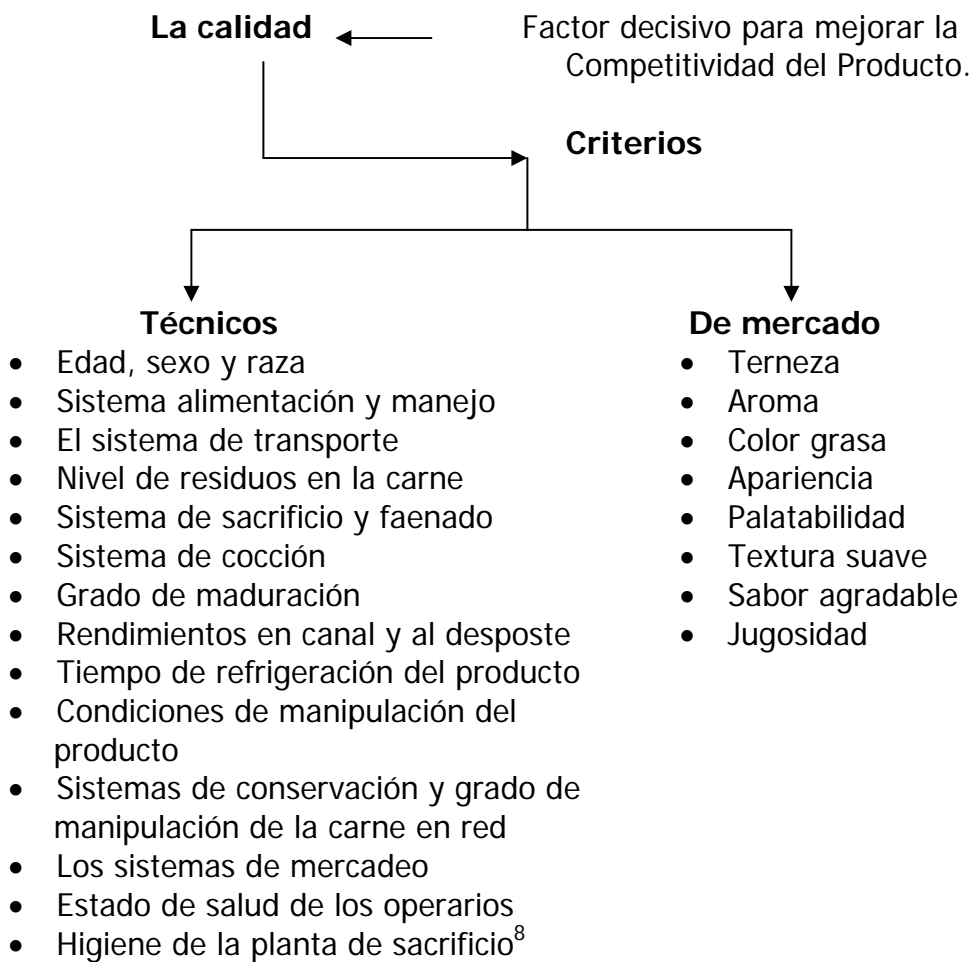 La calidad
Factor decisivo para mejorar la
Competitividad del Producto.
Criterios
Técnicos
• Edad, sexo y raza
• Sistema alimentación y manejo
• El sistema de transporte
• Nivel de residuos en la carne
• Sistema de sacrificio y faenado
• Sistema de cocción
• Grado de maduración
• Rendimientos en canal y al desposte
• Tiempo de refrigeración del producto
• Condiciones de manipulación del
producto
• Sistemas de conservación y grado de
manipulación de la carne en red
• Los sistemas de mercadeo
• Estado de salud de los operarios
• Higiene de la planta de sacrificio⁸
De mercado
• Terneza
• Aroma
• Color grasa
• Apariencia
• Palatabilidad
• Textura suave
• Sabor agradable
• Jugosidad